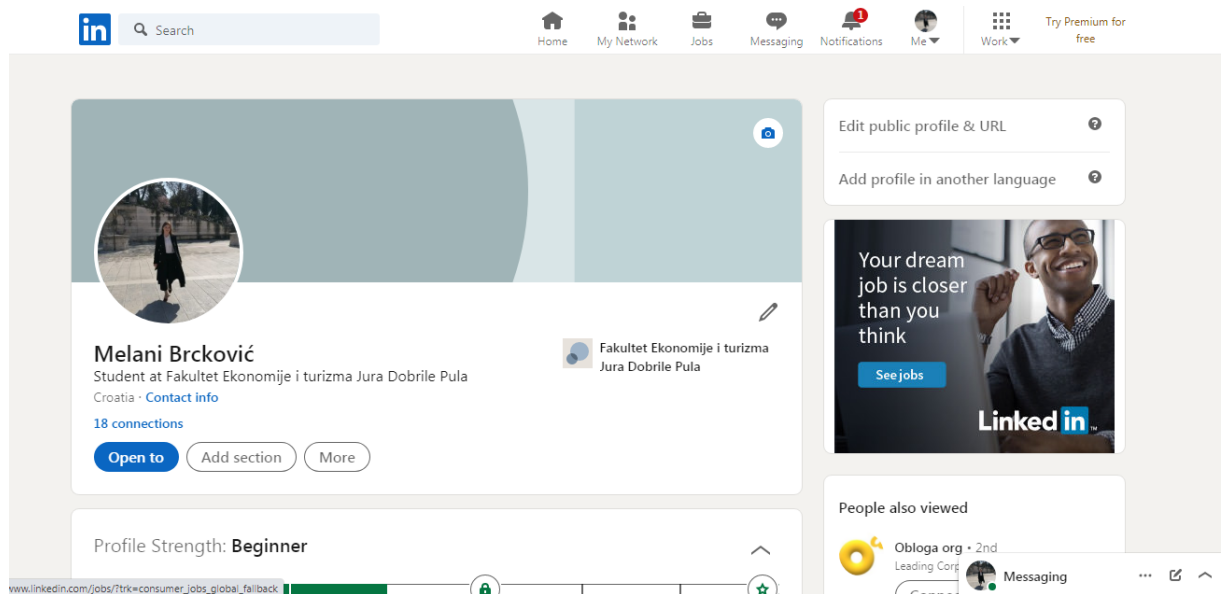 in
Search
Home
My Network
Jobs
Messaging
1
Notifications
Me
Work
Try Premium for
free
Edit public profile & URL
?
Add profile in another language
?
Your dream
job is closer
than you
think
See jobs
Linked in
Melani Brcković
Student at Fakultet Ekonomije i turizma Jura Dobrile Pula
Croatia · Contact info
18 connections
Open to
Add section
More
Fakultet Ekonomije i turizma
Jura Dobrile Pula
People also viewed
Obloga org • 2nd
Leading Corp
Profile Strength: Beginner
Messaging
www.linkedin.com/jobs/?trk=consumer_jobs_global_failback